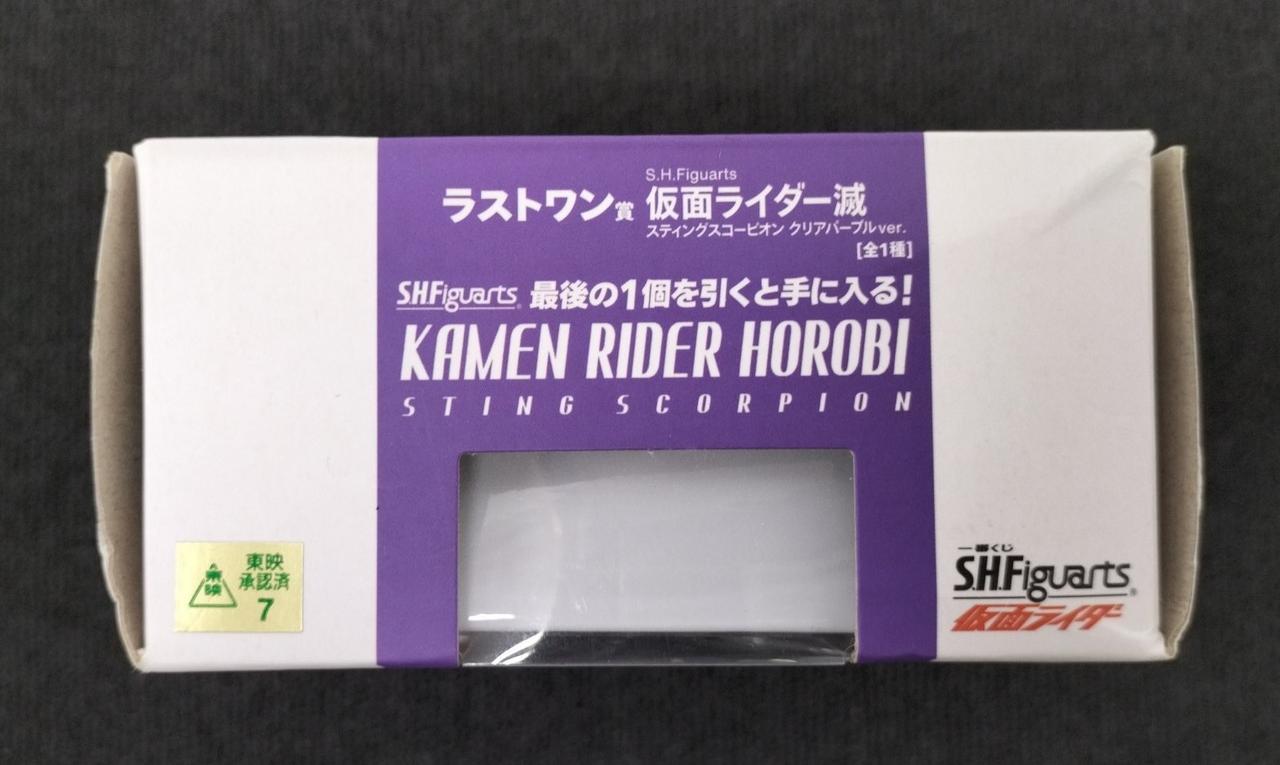 S.H.Figuarts
ラストワン賞 仮面ライダー滅
スティングスコーピオン クリアパープルver.
[全1種]
S.H.Figuarts 最後の1個を引くと手に入る!
KAMEN RIDER HOROBI
STING SCORPION
東映
東映
承認済
7
一番くじ
S.H.Figuarts
仮面ライダー